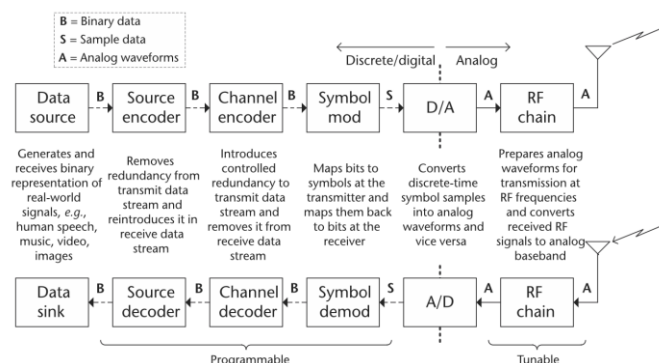 B = Binary data
S = Sample data
A = Analog waveforms
Discrete/digital Analog
Data source
B
Source encoder
B
Channel encoder
B
Symbol mod
S
D/A
A
RF chain
A
Generates and
receives binary
representation of
real-world
signals, e.g.,
human speech,
music, video,
images
Removes redundancy from
transmit data
stream and
reintroduces it in
receive data
stream
Introduces
controlled
redundancy to
transmit data
stream and
removes it from
receive data
stream
Maps bits to
symbols at the
transmitter and
maps them back
to bits at the
receiver
Converts
discrete-time
symbol samples
into analog
waveforms and
vice versa
Prepares analog
waveforms for
transmission at
RF frequencies
and converts
received RF
signals to analog
baseband
Data sink
B
Source decoder
B
Channel decoder
B
Symbol demod
S
A/D
A
RF chain
A
Programmable
Tunable